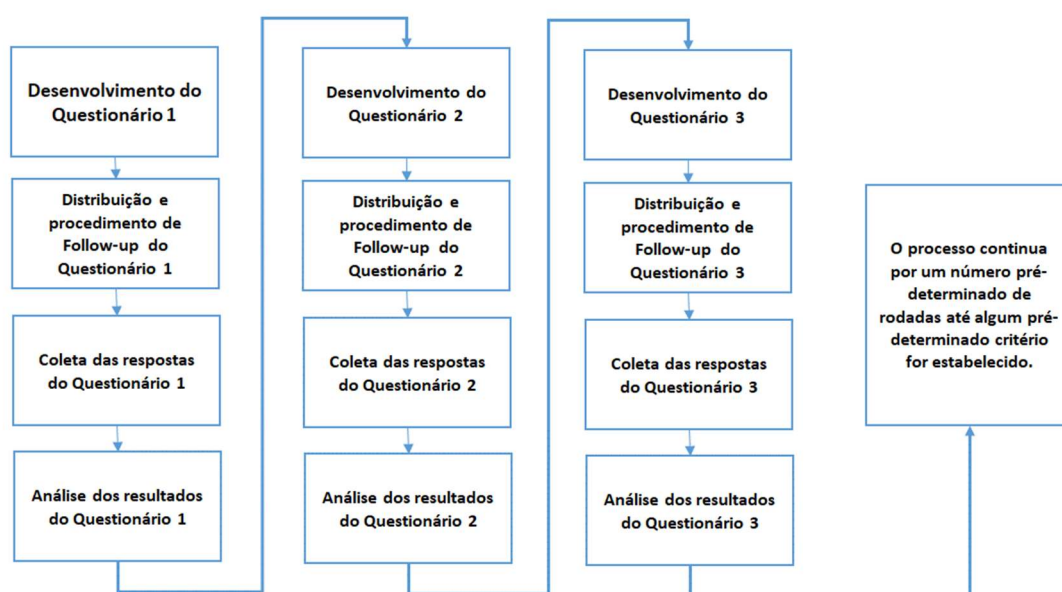 Desenvolvimento do
Questionário 1
Distribuição e
procedimento de
Follow-up do
Questionário 1
Coleta das respostas
do Questionário 1
Análise dos resultados
do Questionário 1
Desenvolvimento do
Questionário 2
Distribuição e
procedimento de
Follow-up do
Questionário 2
Coleta das respostas
do Questionário 2
Análise dos resultados
do Questionário 2
Desenvolvimento do
Questionário 3
Distribuição e
procedimento de
Follow-up do
Questionário 3
Coleta das respostas
do Questionário 3
Análise dos resultados
do Questionário 3
O processo continua
por um número pré-
determinado de
rodadas até algum pré-
determinado critério
for estabelecido.